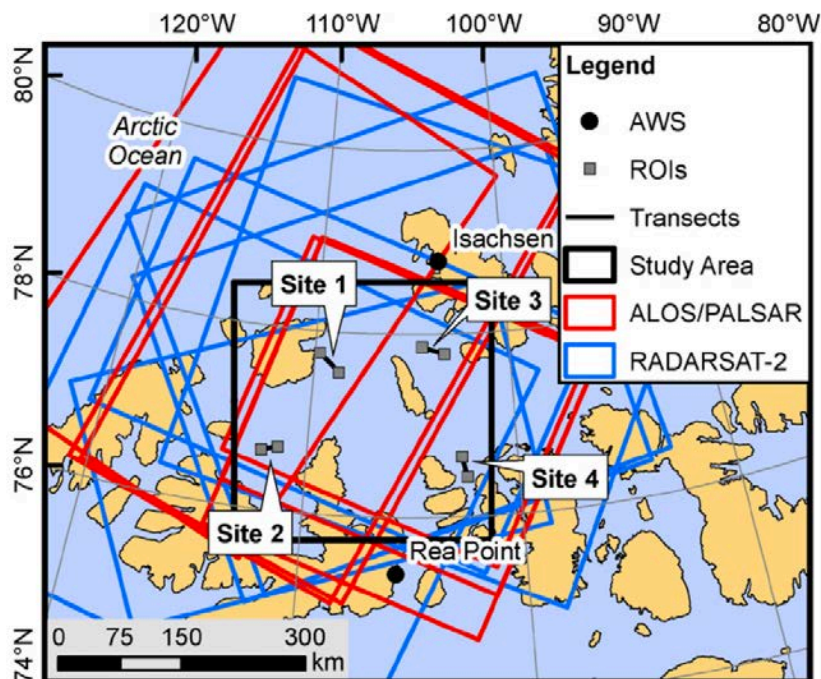 120°W 110°W 100°W 90°W 80°W
80°N
78°N
76°N
74°N
Arctic
Ocean
Isachsen
Site 1
Site 3
Site 2
Site 4
Rea Point
Legend
AWS
ROIs
Transects
Study Area
ALOS/PALSAR
RADARSAT-2
0 75 150 300
km